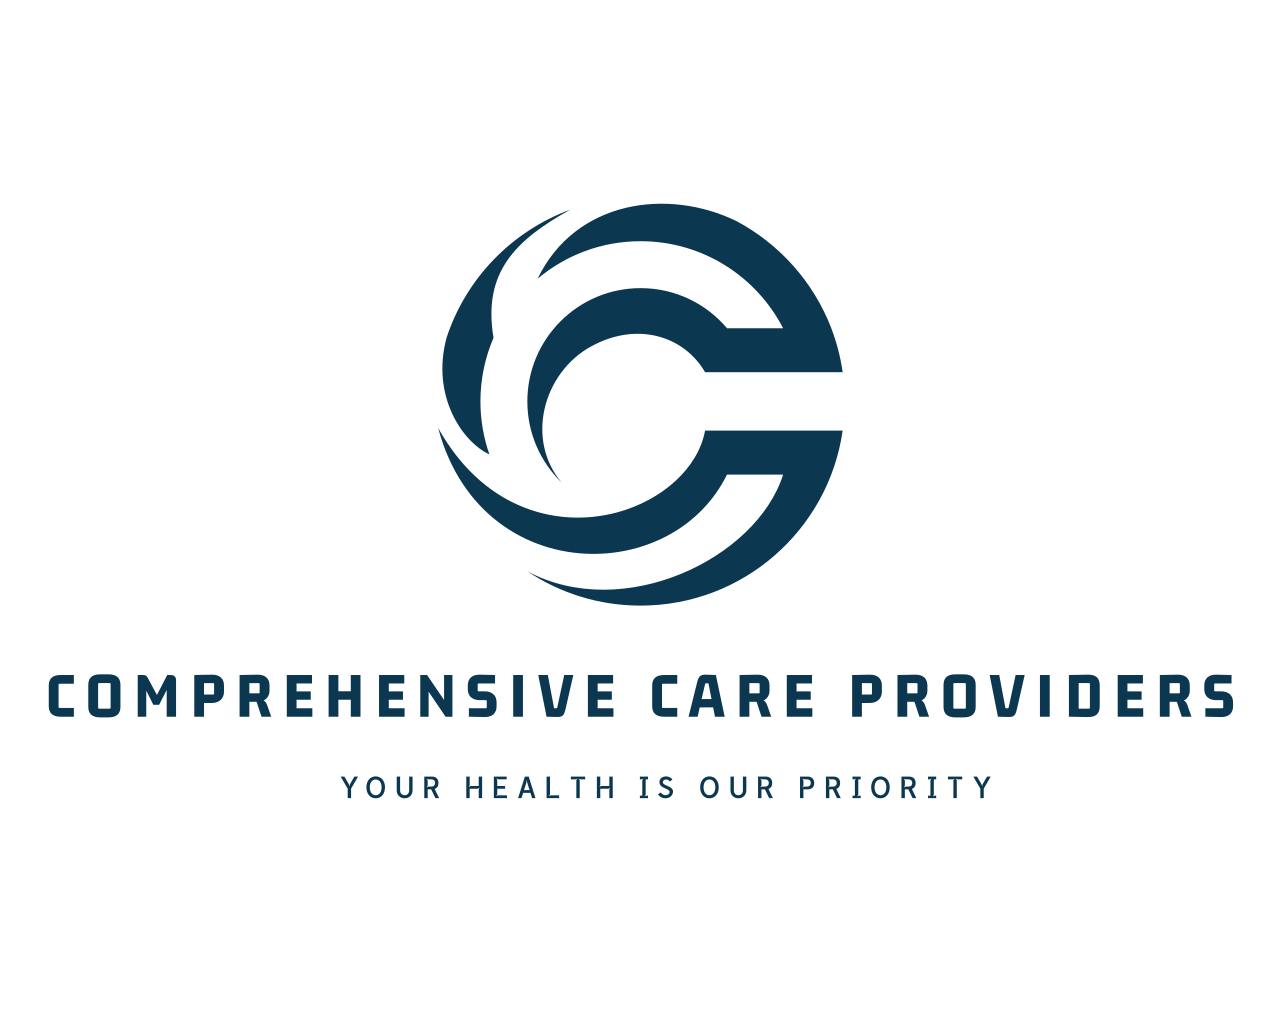 COMPREHENSIVE CARE PROVIDERS
YOUR HEALTH IS OUR PRIORITY